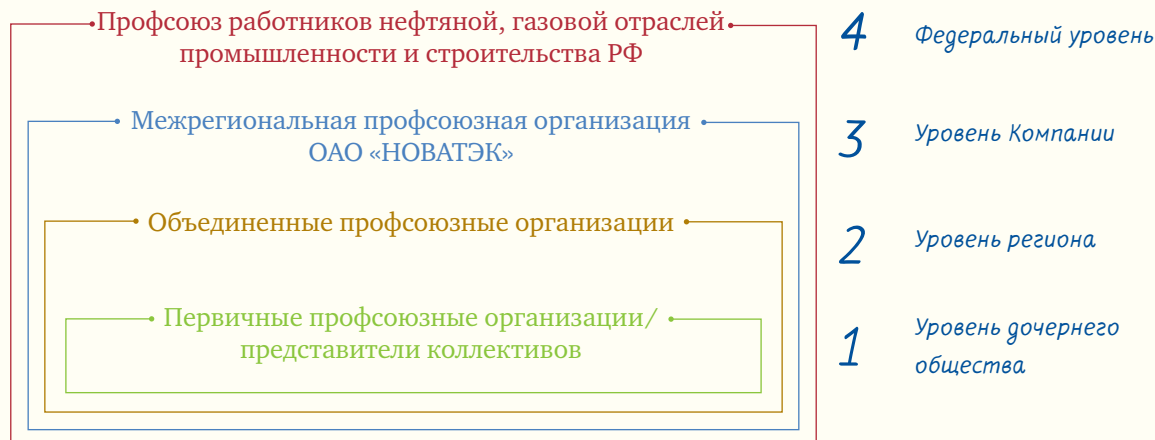 Профсоюз работников нефтяной, газовой отраслей
промышленности и строительства РФ
4
Федеральный уровень
Межрегиональная профсоюзная организация
ОАО «НОВАТЭК»
3
Уровень Компании
Объединенные профсоюзные организации
2
Уровень региона
Первичные профсоюзные организации/
представители коллективов
1
Уровень дочернего
общества